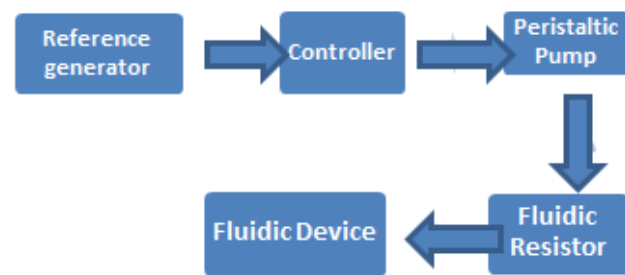 Reference
generator
Controller
Peristaltic
Pump
Fluidic
Resistor
Fluidic Device